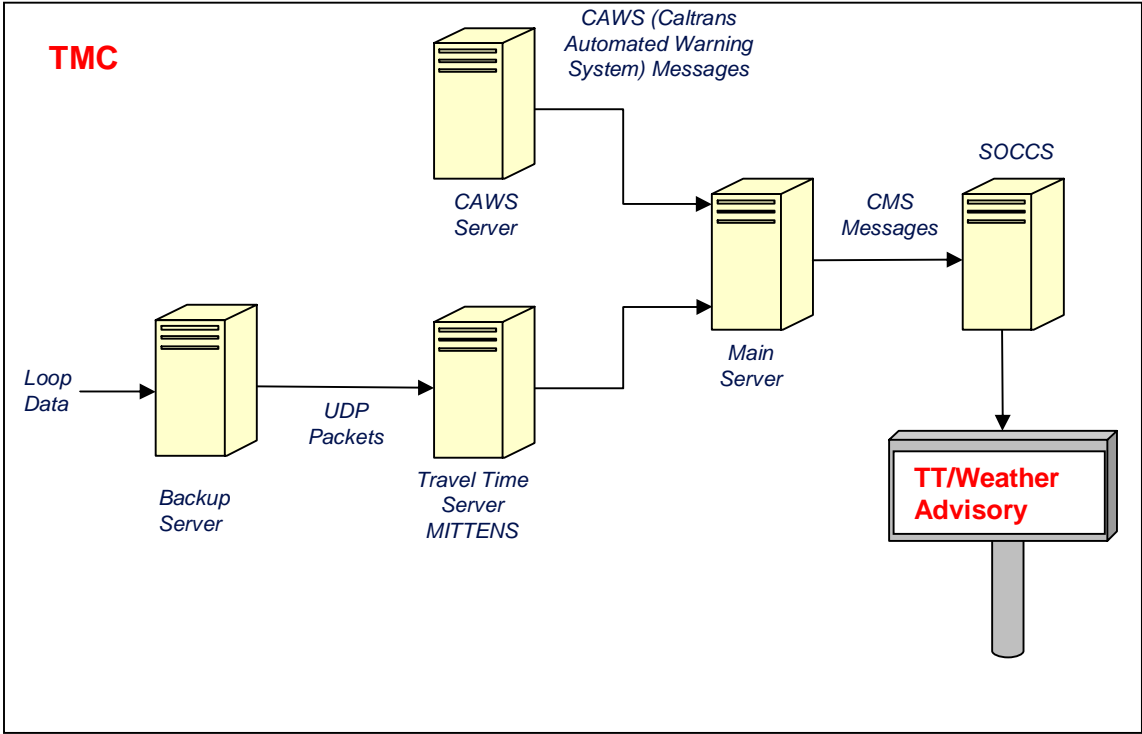 TMC
CAWS (Caltrans
Automated Warning
System) Messages
CAWS
Server
SOCCS
CMS
Messages
Main
Server
Loop
Data
UDP
Packets
Backup
Server
Travel Time
Server
MITTENS
TT/Weather
Advisory